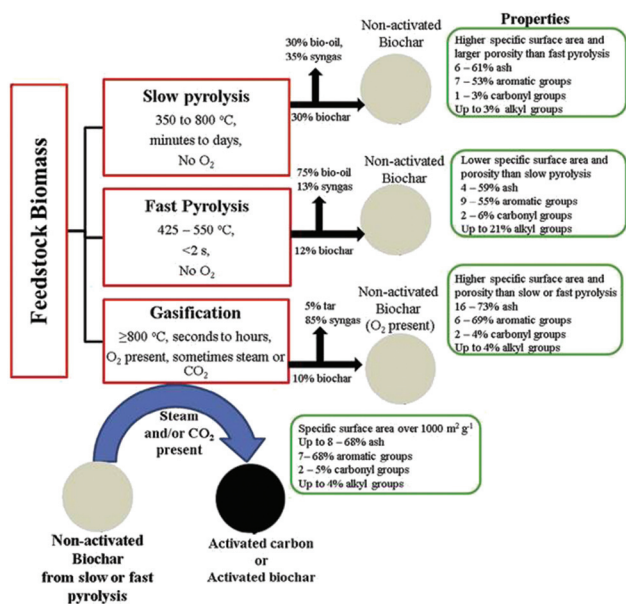 Properties
Feedstock Biomass
Slow pyrolysis
350 to 800 °C,
minutes to days,
No O₂
30% bio-oil,
35% syngas
30% biochar
Non-activated
Biochar
Higher specific surface area and
larger porosity than fast pyrolysis
6 – 61% ash
7 – 53% aromatic groups
1 – 3% carbonyl groups
Up to 3% alkyl groups
Fast Pyrolysis
425 – 550 °C,
<2 s,
No O₂
75% bio-oil
13% syngas
12% biochar
Non-activated
Biochar
Lower specific surface area and
porosity than slow pyrolysis
4 – 59% ash
9 – 55% aromatic groups
2 – 6% carbonyl groups
Up to 21% alkyl groups
Gasification
≥800 °C, seconds to hours,
O₂ present, sometimes steam or
CO₂
5% tar
85% syngas
10% biochar
Non-activated
Biochar
(O₂ present)
Higher specific surface area and
porosity than slow or fast pyrolysis
16 – 73% ash
6 – 69% aromatic groups
2 – 4% carbonyl groups
Up to 4% alkyl groups
Steam
and/or CO₂
present
Non-activated
Biochar
from slow or fast
pyrolysis
Activated carbon
or
Activated biochar
Specific surface area over 1000 m² g⁻¹
Up to 8 – 68% ash
7– 68% aromatic groups
2 – 5% carbonyl groups
Up to 4% alkyl groups